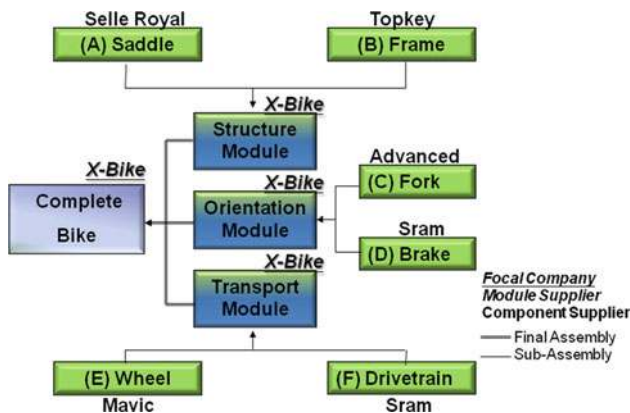 Selle Royal
(A) Saddle
Topkey
(B) Frame
X-Bike
Structure
Module
X-Bike
Complete
Bike
X-Bike
Orientation
Module
Advanced
(C) Fork
Sram
(D) Brake
X-Bike
Transport
Module
Focal Company
Module Supplier
Component Supplier
Final Assembly
Sub-Assembly
(E) Wheel
Mavic
(F) Drivetrain
Sram